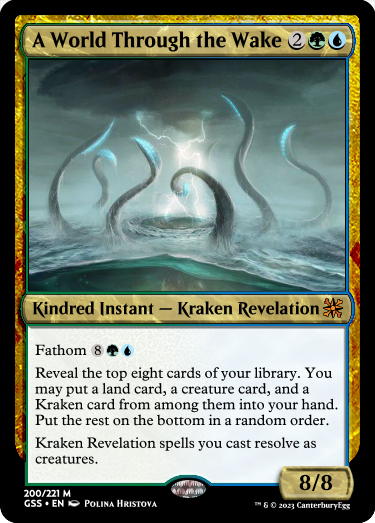 A World Through the Wake 2
Kindred Instant — Kraken Revelation
Fathom 8
Reveal the top eight cards of your library. You
may put a land card, a creature card, and a
Kraken card from among them into your hand.
Put the rest on the bottom in a random order.
Kraken Revelation spells you cast resolve as
creatures.
8/8
200/221 M
GSS • EN Polina Hristova
™ & © 2023 CanterburyEgg